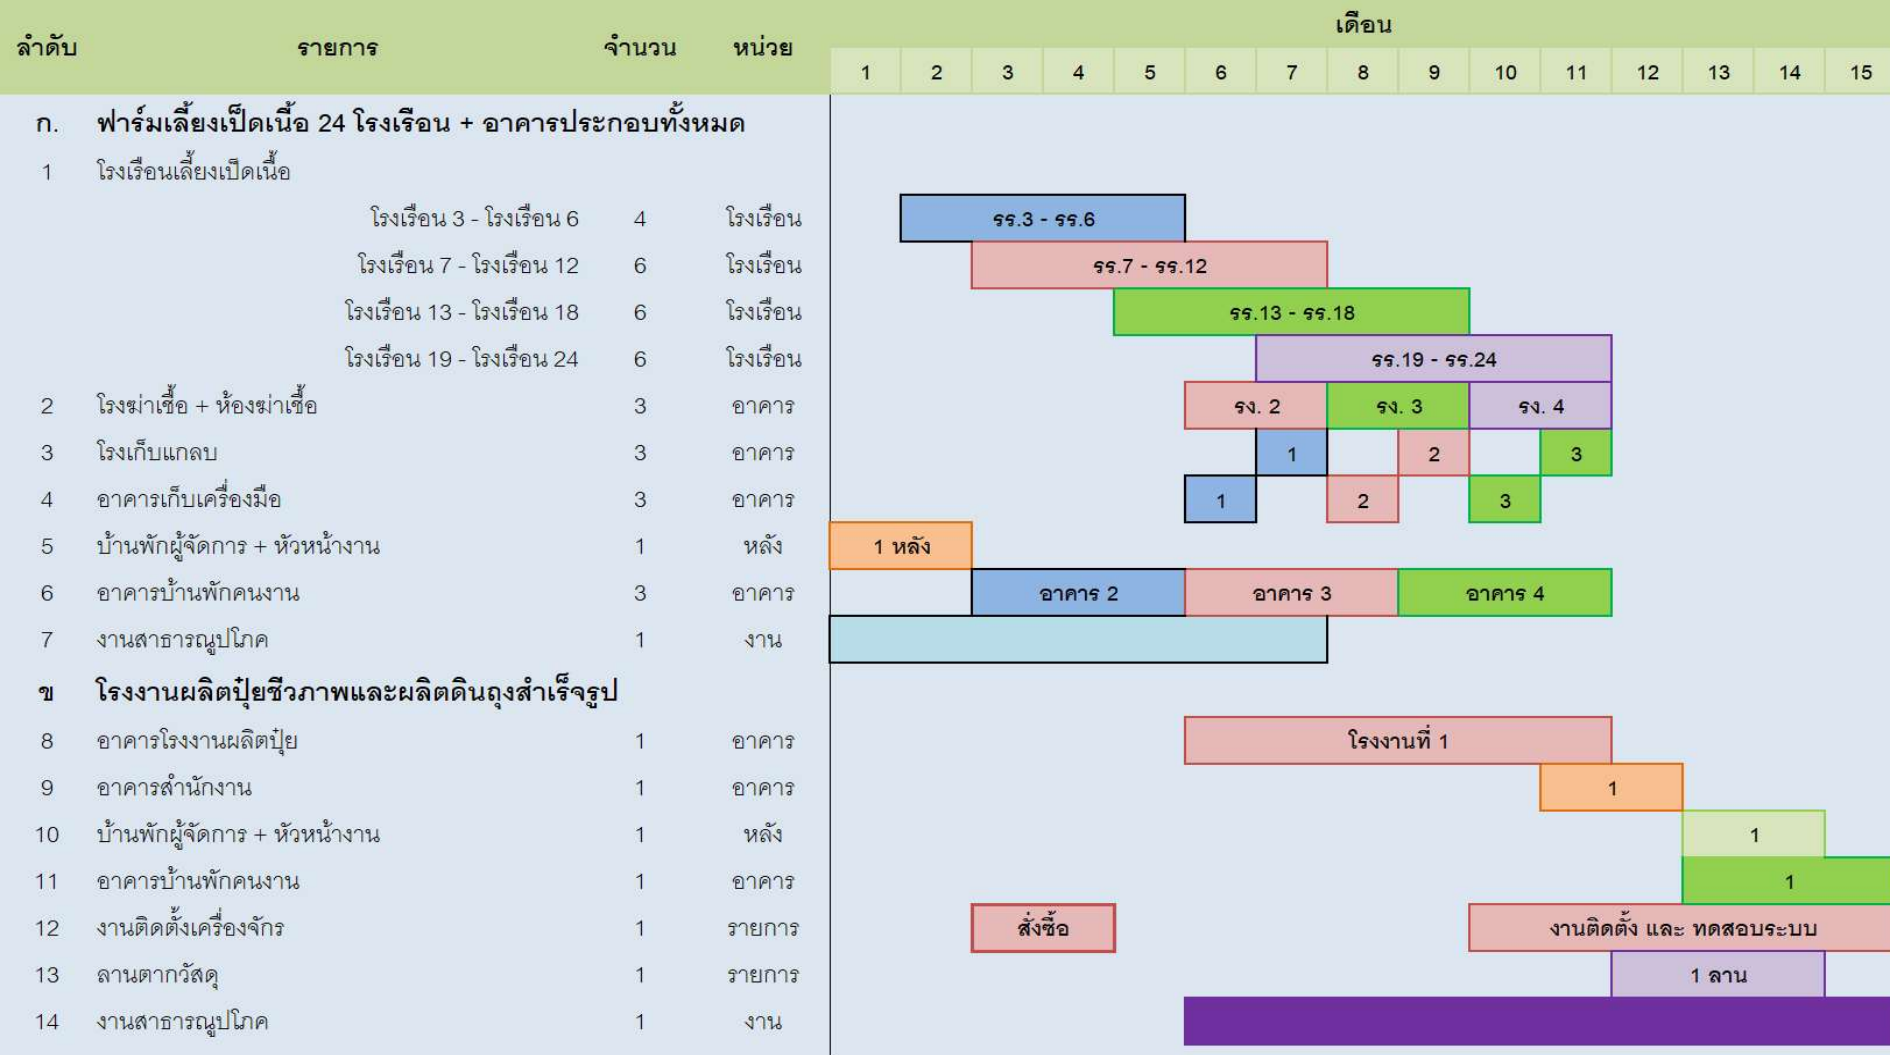 เดือน
ลำดับ รายการ จำนวน หน่วย
1 2 3 4 5 6 7 8 9 10 11 12 13 14 15
ก. ฟาร์มเลี้ยงเป็ดเนื้อ 24 โรงเรือน + อาคารประกอบทั้งหมด
1 โรงเรือนเลี้ยงเป็ดเนื้อ
โรงเรือน 3 - โรงเรือน 6 4 โรงเรือน รร.3 - รร.6
โรงเรือน 7 - โรงเรือน 12 6 โรงเรือน รร.7 - รร.12
โรงเรือน 13 - โรงเรือน 18 6 โรงเรือน รร.13 - รร.18
โรงเรือน 19 - โรงเรือน 24 6 โรงเรือน รร.19 - รร.24
2 โรงฆ่าเชื้อ + ห้องฆ่าเชื้อ 3 อาคาร รง. 2 รง. 3 รง. 4
3 โรงเก็บแกลบ 3 อาคาร 1 2 3
4 อาคารเก็บเครื่องมือ 3 อาคาร 1 2 3
5 บ้านพักผู้จัดการ + หัวหน้างาน 1 หลัง 1 หลัง
6 อาคารบ้านพักคนงาน 3 อาคาร อาคาร 2 อาคาร 3 อาคาร 4
7 งานสาธารณูปโภค 1 งาน
ข โรงงานผลิตปุ๋ยชีวภาพและผลิตดินถุงสำเร็จรูป
8 อาคารโรงงานผลิตปุ๋ย 1 อาคาร โรงงานที่ 1
9 อาคารสำนักงาน 1 อาคาร 1
10 บ้านพักผู้จัดการ + หัวหน้างาน 1 หลัง 1
11 อาคารบ้านพักคนงาน 1 อาคาร 1
12 งานติดตั้งเครื่องจักร 1 รายการ สั่งซื้อ งานติดตั้ง และ ทดสอบระบบ
13 ลานตากวัสดุ 1 รายการ 1 ลาน
14 งานสาธารณูปโภค 1 งาน